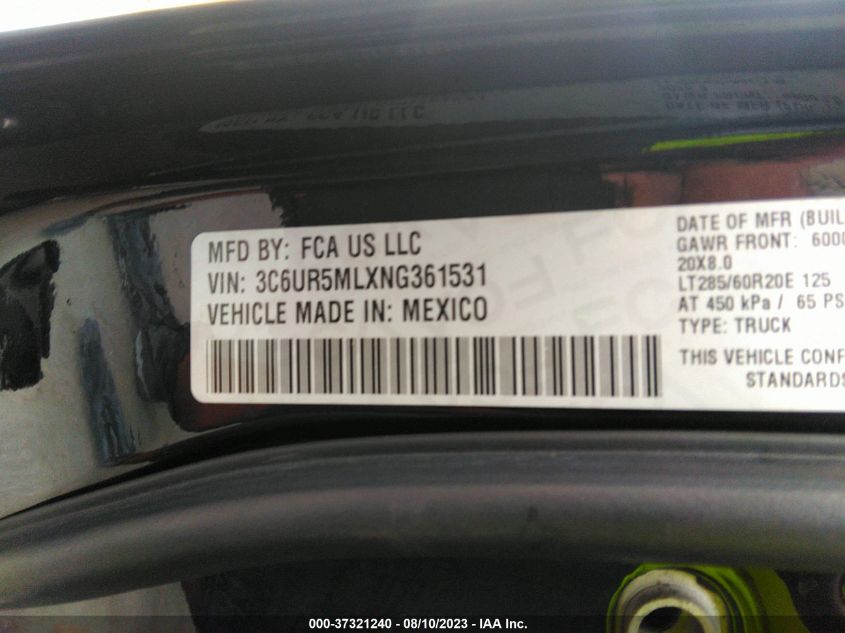 MFD BY: FCA US LLC
VIN: 3C6UR5MLXNG361531
VEHICLE MADE IN: MEXICO
DATE OF MFR (BUIL
GAWR FRONT: 6000
20X8.0
LT285/60R20E 125
AT 450 kPa / 65 PS
TYPE: TRUCK
THIS VEHICLE CONF
STANDARDS
000-37321240 - 08/10/2023 - IAA Inc.